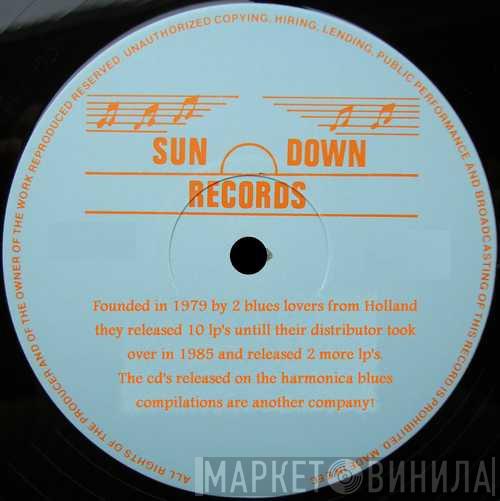 ALL RIGHTS OF THE PRODUCER AND OF THE OWNER OF THE WORK REPRODUCED RESERVED. UNAUTHORIZED COPYING, HIRING, LENDING, PUBLIC PERFORMANCE AND BROADCASTING OF THIS RECORD IS PROHIBITED MADE IN EEC
SUN DOWN
RECORDS
Founded in 1979 by 2 blues lovers from Holland
they released 10 lp's untill their distributor took
over in 1985 and released 2 more lp's.
The cd's released on the harmonica blues
compilations are another company!
МАРКЕТ ВИНИЛА